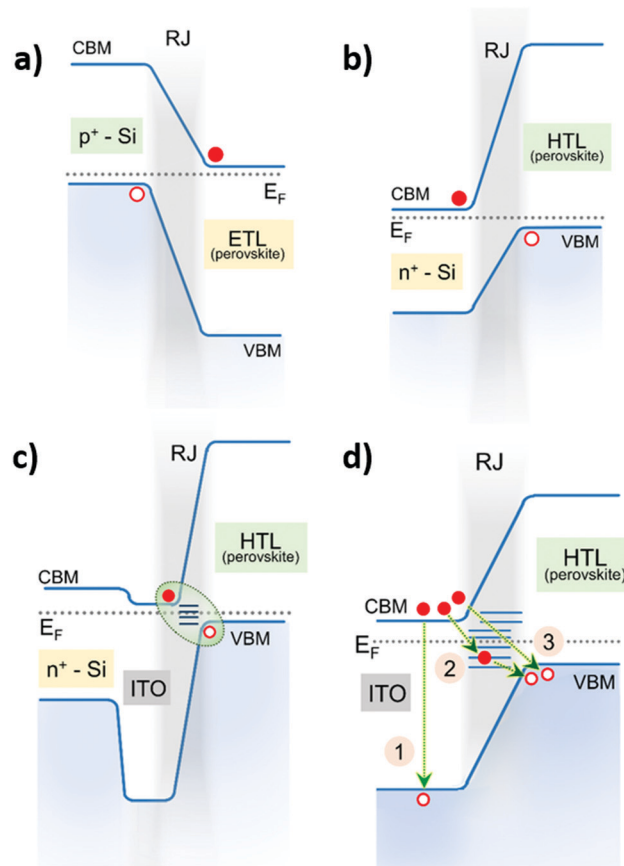 a)
RJ
CBM
p⁺ - Si
E_F
ETL
(perovskite)
VBM
b)
RJ
HTL
(perovskite)
CBM
E_F
n⁺ - Si
VBM
c)
RJ
HTL
(perovskite)
CBM
E_F
VBM
n⁺ - Si
ITO
d)
RJ
HTL
(perovskite)
CBM
E_F
3
2
VBM
ITO
1